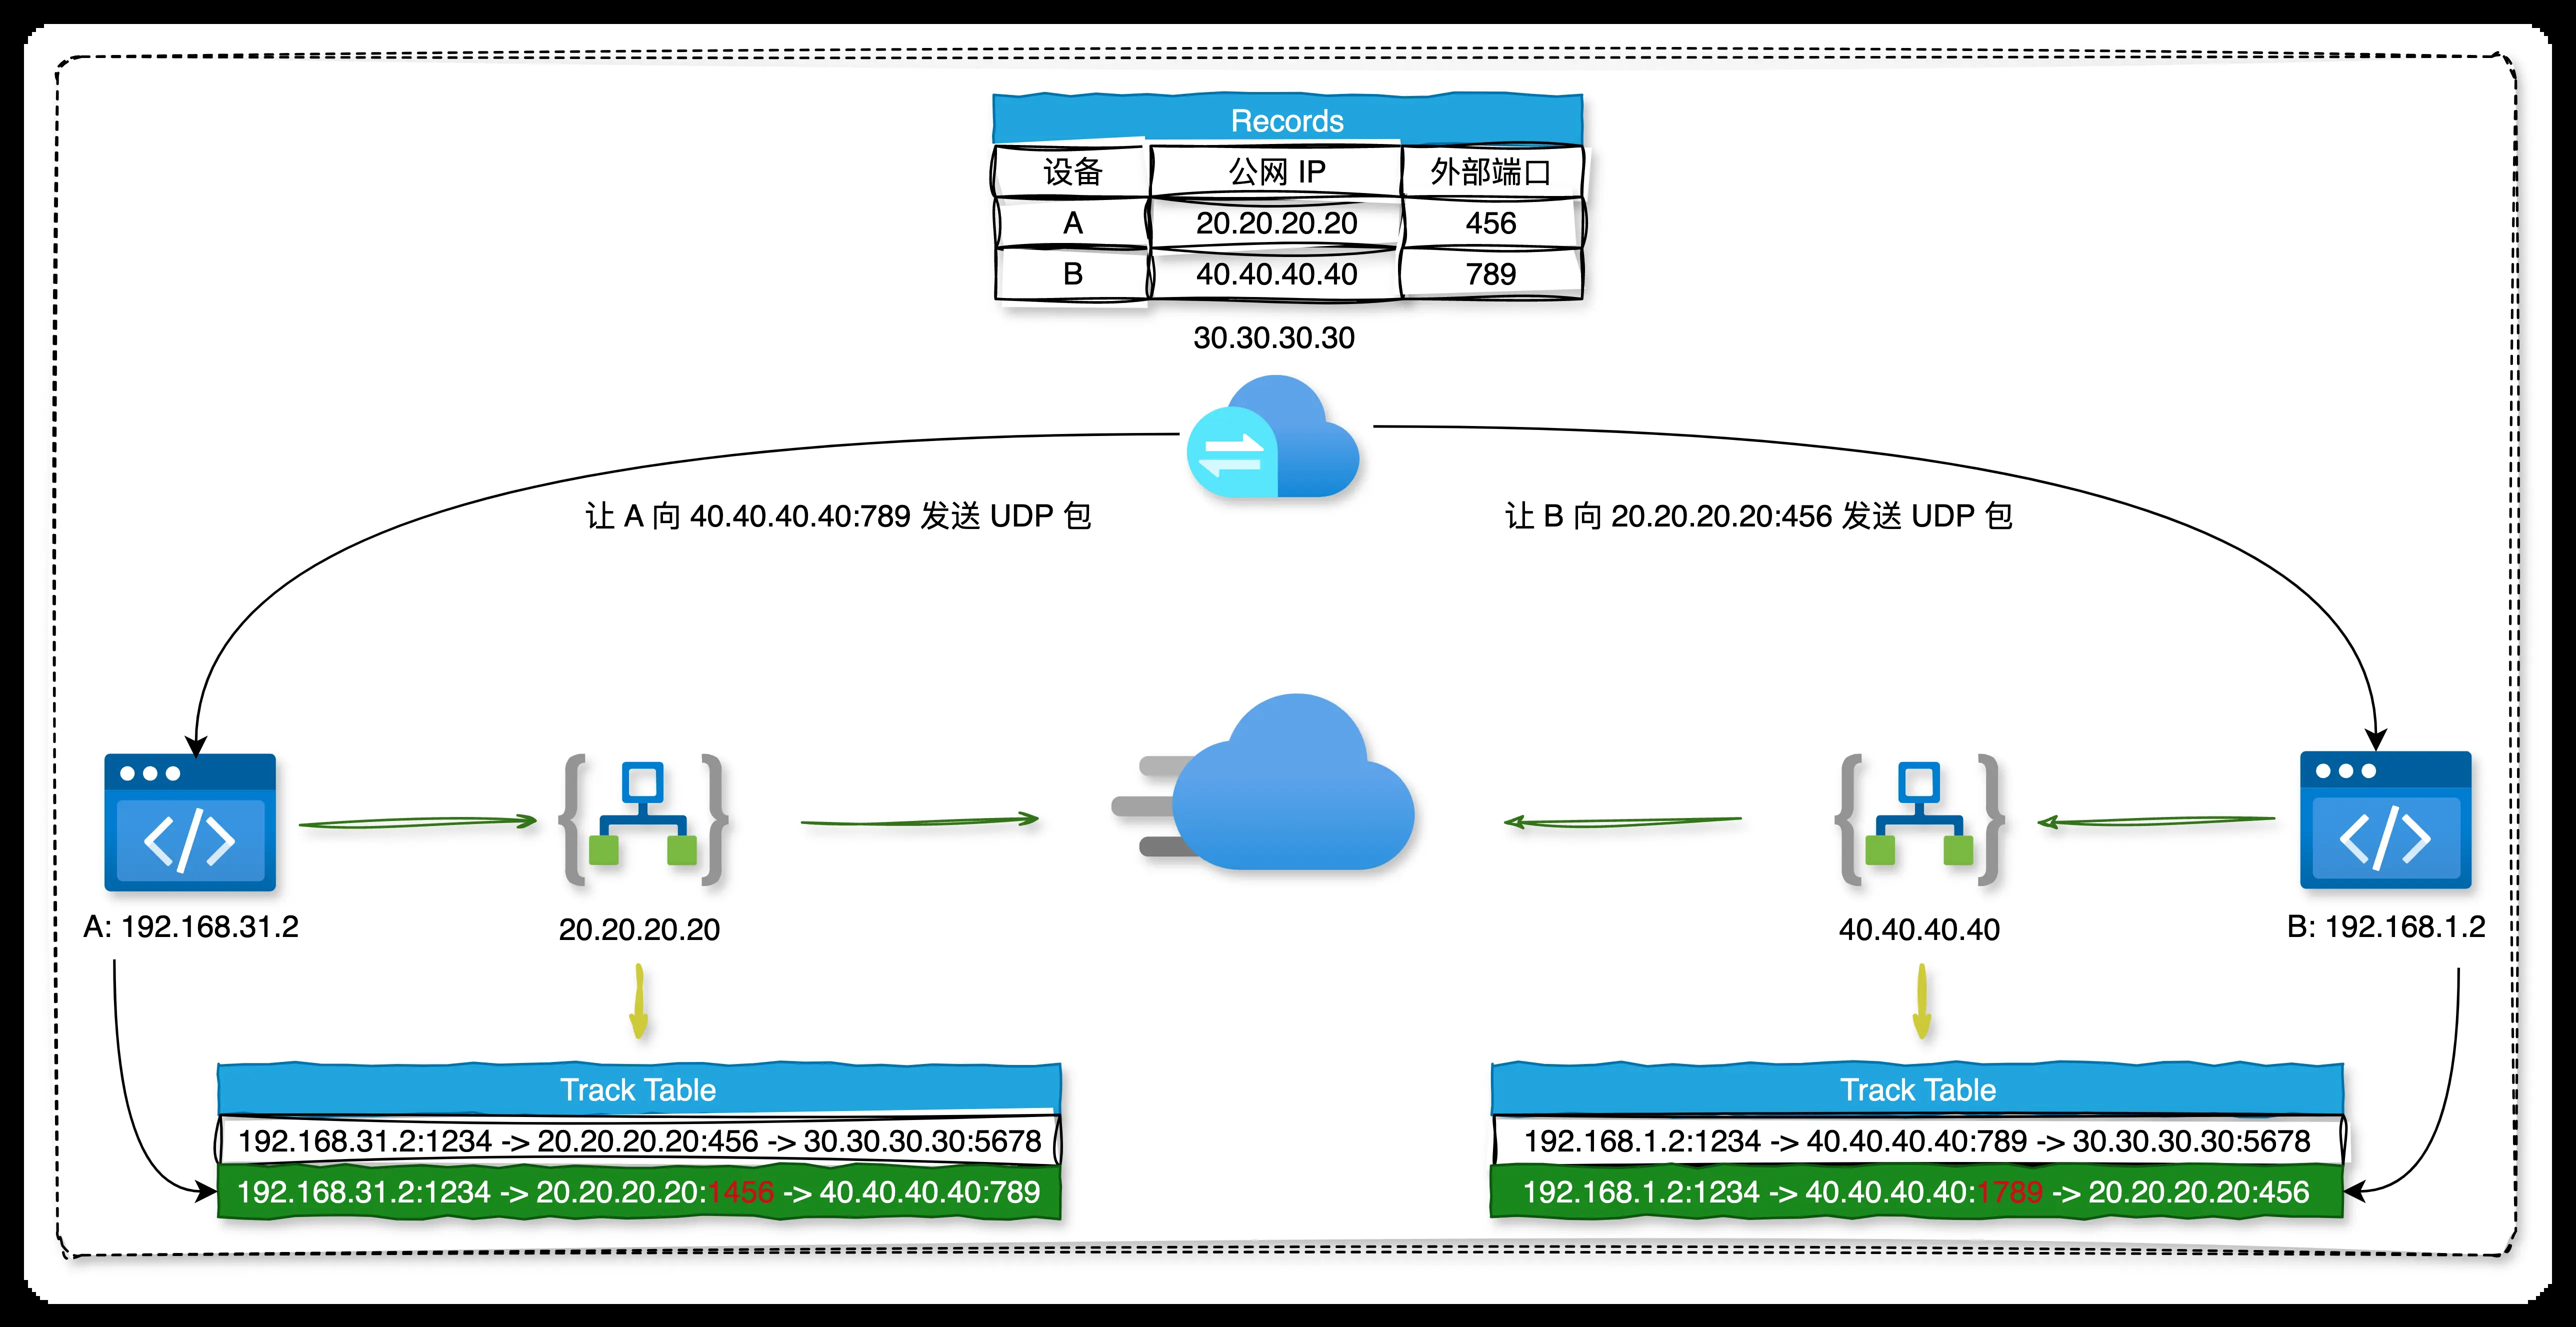 Records
设备 公网 IP 外部端口
A 20.20.20.20 456
B 40.40.40.40 789
30.30.30.30
让 A 向 40.40.40.40:789 发送 UDP 包
让 B 向 20.20.20.20:456 发送 UDP 包
A: 192.168.31.2
20.20.20.20
40.40.40.40
B: 192.168.1.2
Track Table
192.168.31.2:1234 -> 20.20.20.20:456 -> 30.30.30.30:5678
192.168.31.2:1234 -> 20.20.20.20:1456 -> 40.40.40.40:789
Track Table
192.168.1.2:1234 -> 40.40.40.40:789 -> 30.30.30.30:5678
192.168.1.2:1234 -> 40.40.40.40:1789 -> 20.20.20.20:456